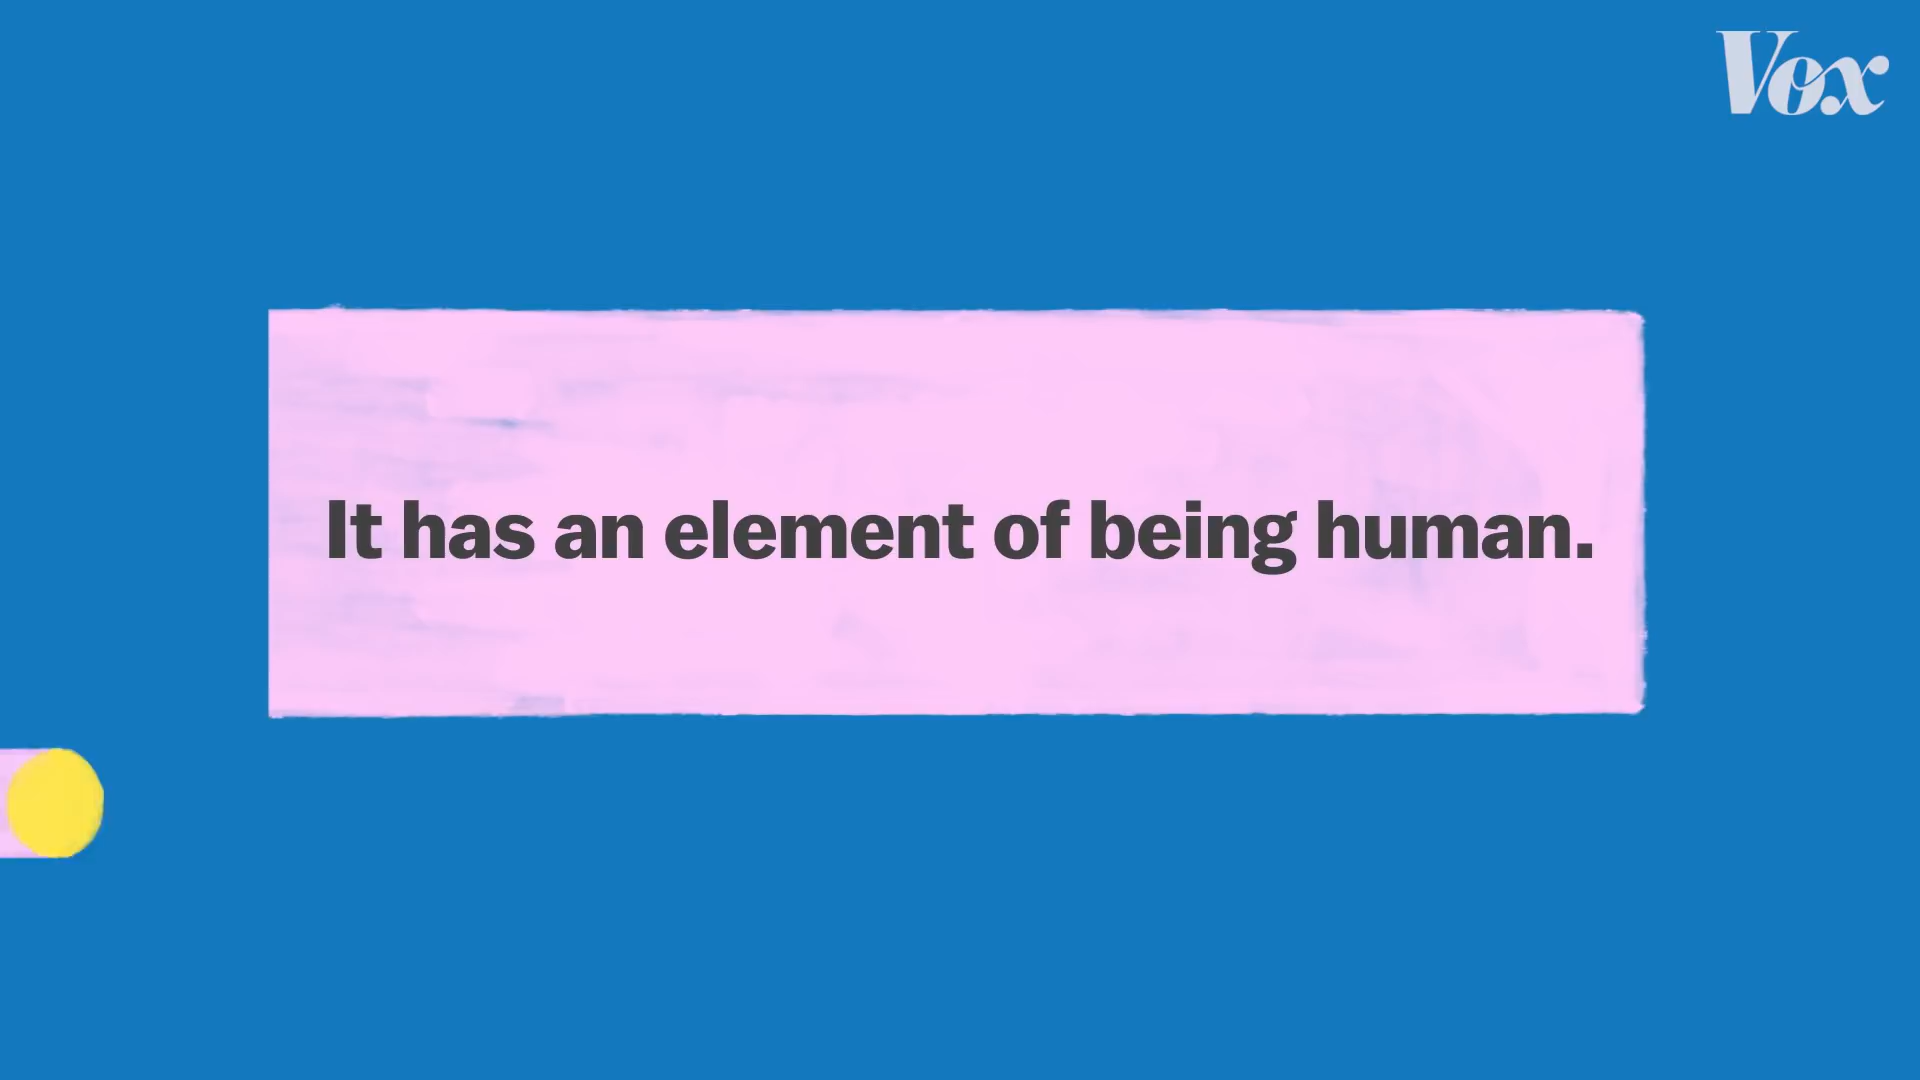 Vox
It has an element of being human.